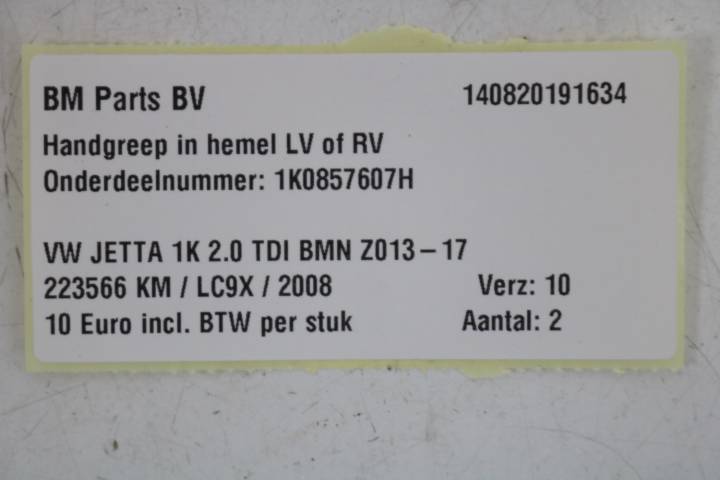 BM Parts BV 140820191634
Handgreep in hemel LV of RV
Onderdeelnummer: 1K0857607H
VW JETTA 1K 2.0 TDI BMN Z013-17
223566 KM / LC9X / 2008 Verz: 10
10 Euro incl. BTW per stuk Aantal: 2